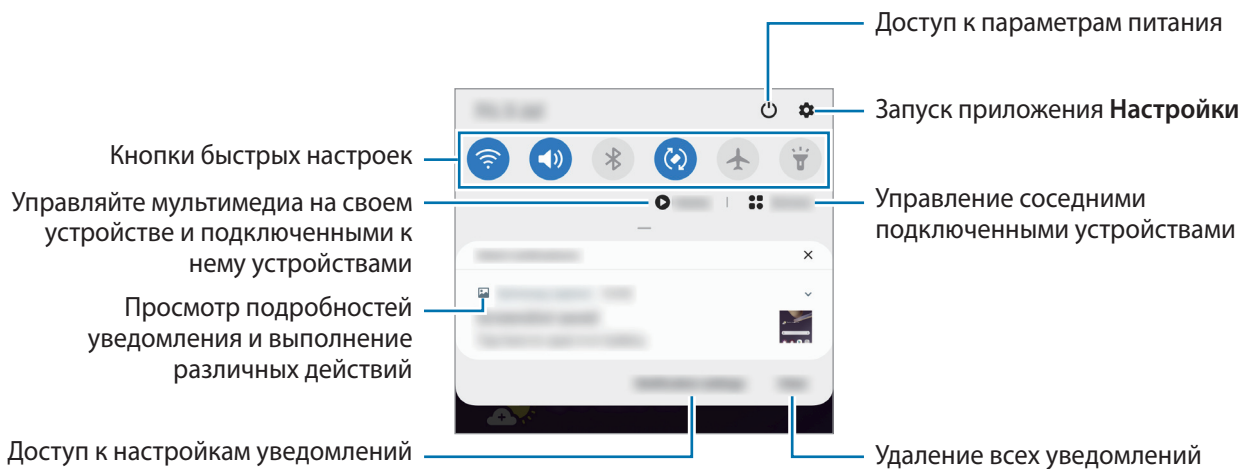 Доступ к параметрам питания
Запуск приложения Настройки
Кнопки быстрых настроек
Управляйте мультимедиа на своем
устройстве и подключенными к
нему устройствами
Управление соседними
подключенными устройствами
Просмотр подробностей
уведомления и выполнение
различных действий
Доступ к настройкам уведомлений
Удаление всех уведомлений